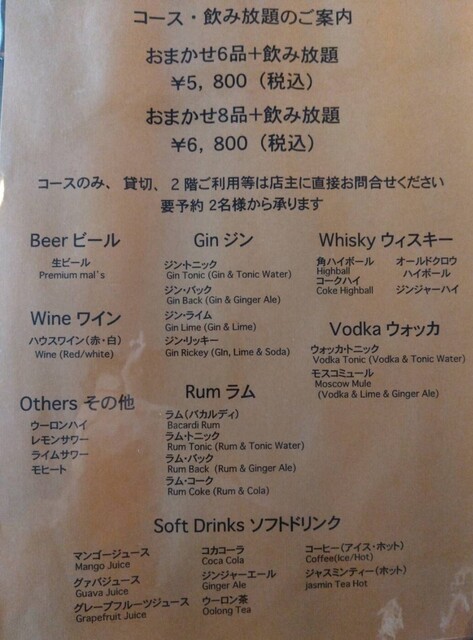 コース・飲み放題のご案内
おまかせ6品+飲み放題
￥5, 800 (税込)
おまかせ8品+飲み放題
￥6, 800 (税込)
コースのみ、貸切、2階ご利用等は店主に直接お問合せください
要予約 2名様から承ります
Beer ビール
生ビール
Premium mal's
Wine ワイン
ハウスワイン(赤・白)
Wine (Red/white)
Others その他
ウーロンハイ
レモンサワー
ライムサワー
モヒート
Gin ジン
ジン・トニック
Gin Tonic (Gin & Tonic Water)
ジン・バック
Gin Back (Gin & Ginger Ale)
ジン・ライム
Gin Lime (Gin & Lime)
ジン・リッキー
Gin Rickey (GIn, Lime & Soda)
Rum ラム
ラム(バカルディ)
Bacardi Rum
ラム・トニック
Rum Tonic (Rum & Tonic Water)
ラム・バック
Rum Back (Rum & Ginger Ale)
ラム・コーク
Rum Coke (Rum & Cola)
Whisky ウィスキー
角ハイボール
Highball
コークハイ
Coke Highball
オールドクロウ
ハイボール
ジンジャーハイ
Vodka ウォッカ
ウォッカ・トニック
Vodka Tonic (Vodka & Tonic Water)
モスコミュール
Moscow Mule
(Vodka & Lime & Ginger Ale)
Soft Drinks ソフトドリンク
マンゴージュース
Mango Juice
グァバジュース
Guava Juice
グレープフルーツジュース
Grapefruit Juice
コカコーラ
Coca Cola
ジンジャーエール
Ginger Ale
ウーロン茶
Oolong Tea
コーヒー(アイス・ホット)
Coffee(Ice/Hot)
ジャスミンティー(ホット)
jasmin Tea Hot